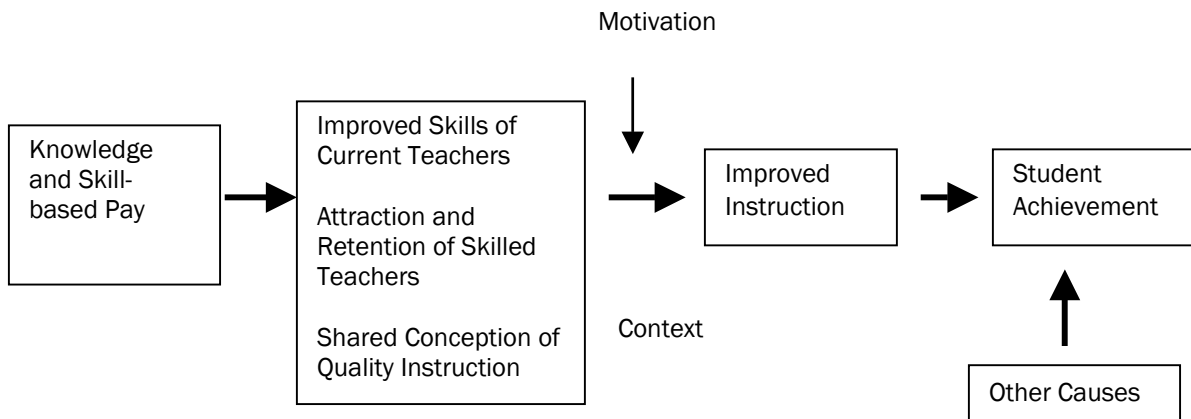 Motivation
Knowledge
and Skill-
based Pay
Improved Skills of
Current Teachers
Attraction and
Retention of Skilled
Teachers
Shared Conception of
Quality Instruction
Context
Improved
Instruction
Student
Achievement
Other Causes